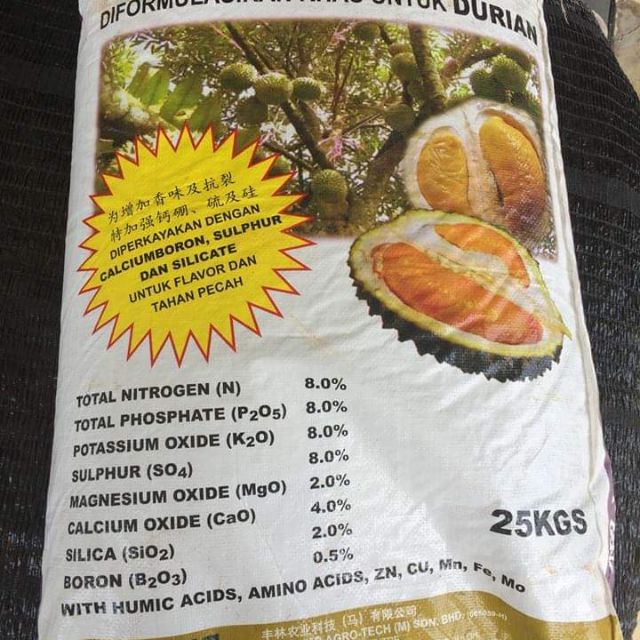 DIFORMULASIKAN KHAS UNTUK DURIAN
为增加香味及抗裂
特加强钙硼、硫及硅
DIPERKAYAKAN DENGAN
CALCIUMBORON, SULPHUR
DAN SILICATE
UNTUK FLAVOR DAN
TAHAN PECAH
TOTAL NITROGEN (N) 8.0%
TOTAL PHOSPHATE (P2O5) 8.0%
POTASSIUM OXIDE (K2O) 8.0%
SULPHUR (SO4) 8.0%
MAGNESIUM OXIDE (MgO) 2.0%
CALCIUM OXIDE (CaO) 4.0%
SILICA (SiO2) 2.0%
BORON (B2O3) 0.5%
25KGS
WITH HUMIC ACIDS, AMINO ACIDS, ZN, CU, Mn, Fe, Mo
丰林农业科技（马）有限公司
AGRO-TECH (M) SDN. BHD.